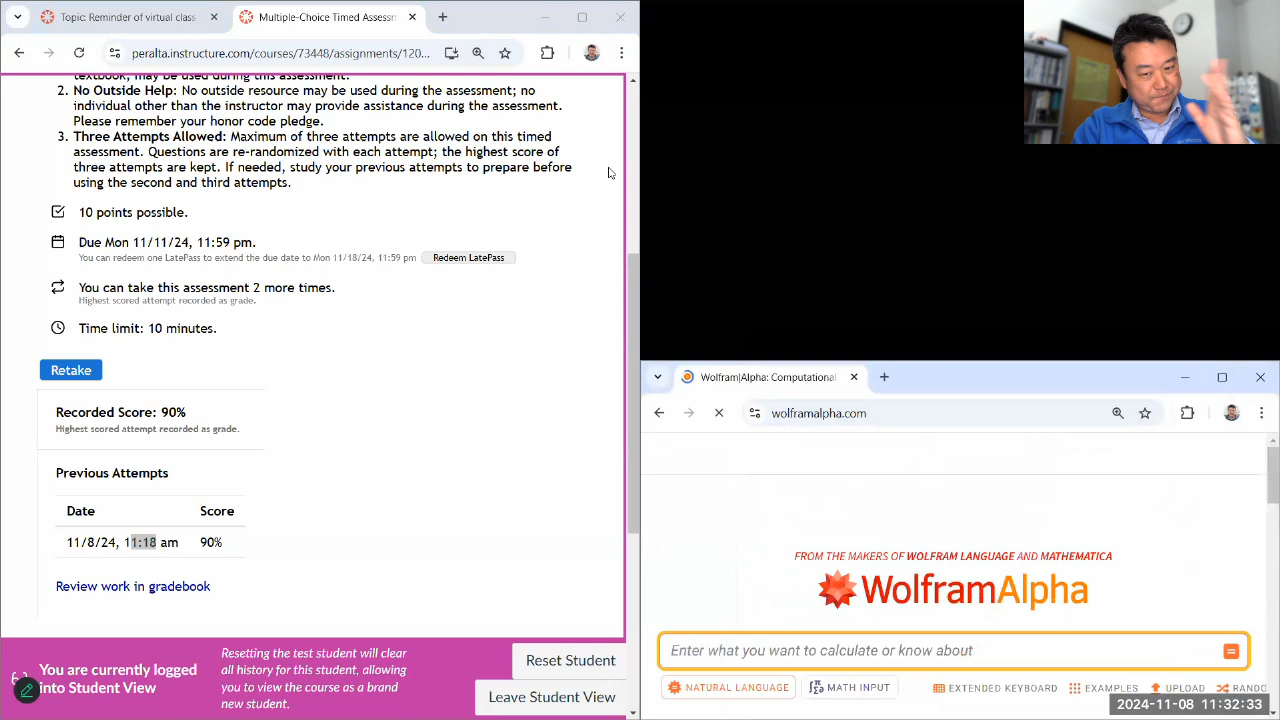 Topic: Reminder of virtual class
Multiple-Choice Timed Assessm
peralta.instructure.com/courses/73448/assignments/120...
textbook, may be used during this assessment.
2. No Outside Help: No outside resource may be used during the assessment; no
individual other than the instructor may provide assistance during the assessment.
Please remember your honor code pledge.
3. Three Attempts Allowed: Maximum of three attempts are allowed on this timed
assessment. Questions are re-randomized with each attempt; the highest score of
three attempts are kept. If needed, study your previous attempts to prepare before
using the second and third attempts.
10 points possible.
Due Mon 11/11/24, 11:59 pm.
You can redeem one LatePass to extend the due date to Mon 11/18/24, 11:59 pm Redeem LatePass
You can take this assessment 2 more times.
Highest scored attempt recorded as grade.
Time limit: 10 minutes.
Retake
Recorded Score: 90%
Highest scored attempt recorded as grade.
Previous Attempts
Date Score
11/8/24, 11:18 am 90%
Review work in gradebook
You are currently logged
into Student View
Resetting the test student will clear
all history for this student, allowing
you to view the course as a brand
new student.
Reset Student
Leave Student View
Wolfram|Alpha: Computational
wolframalpha.com
FROM THE MAKERS OF WOLFRAM LANGUAGE AND MATHEMATICA
WolframAlpha
Enter what you want to calculate or know about
NATURAL LANGUAGE
MATH INPUT
EXTENDED KEYBOARD
EXAMPLES
UPLOAD
RANDO
2024-11-08 11:32:33